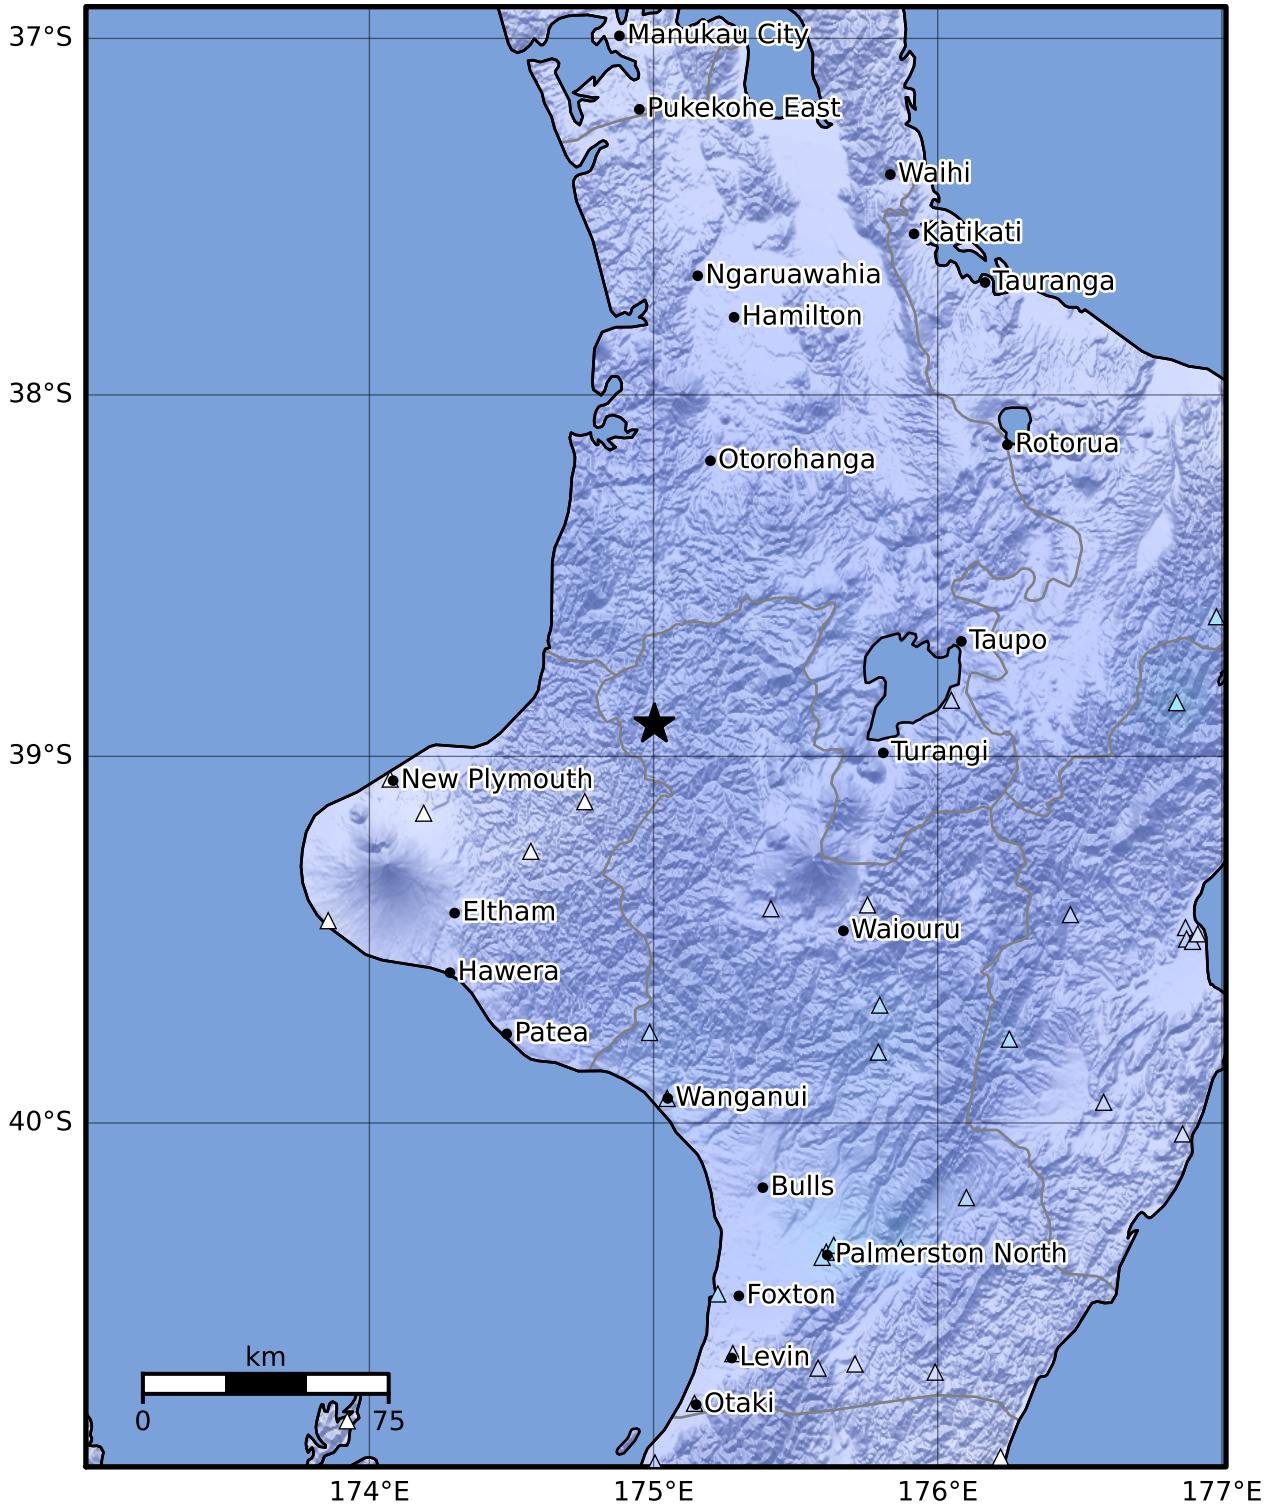 37°S
Manukau City
Pukekohe East
Waihi
Katikati
Ngaruawahia
Tauranga
Hamilton
38°S
Rotorua
Otorohanga
Taupo
39°S
Turangi
New Plymouth
Eltham
Waiouru
Hawera
Patea
Wanganui
40°S
Bulls
Palmerston North
Foxton
km
Levin
Otaki
0
75
174°E
175°E
176°E
177°E